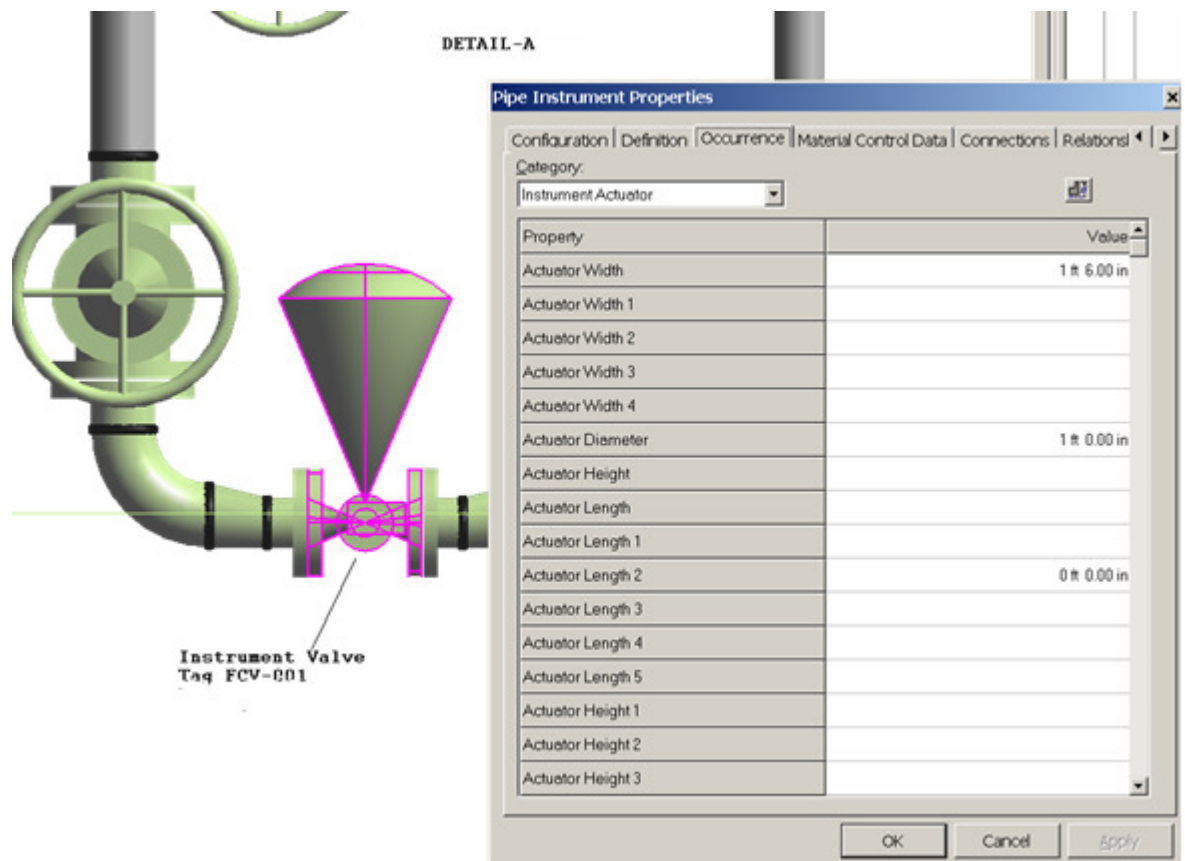 DETAIL-A
Pipe Instrument Properties
Configuration Definition Occurrence Material Control Data Connections Relationsl
Category:
Instrument Actuator
Property Value
Actuator Width 1 ft 6.00 in
Actuator Width 1
Actuator Width 2
Actuator Width 3
Actuator Width 4
Actuator Diameter 1 ft 0.00 in
Actuator Height
Actuator Length
Actuator Length 1
Actuator Length 2 0 ft 0.00 in
Actuator Length 3
Actuator Length 4
Actuator Length 5
Actuator Height 1
Actuator Height 2
Actuator Height 3
Instrument Valve
Tag FCV-001
OK Cancel Apply